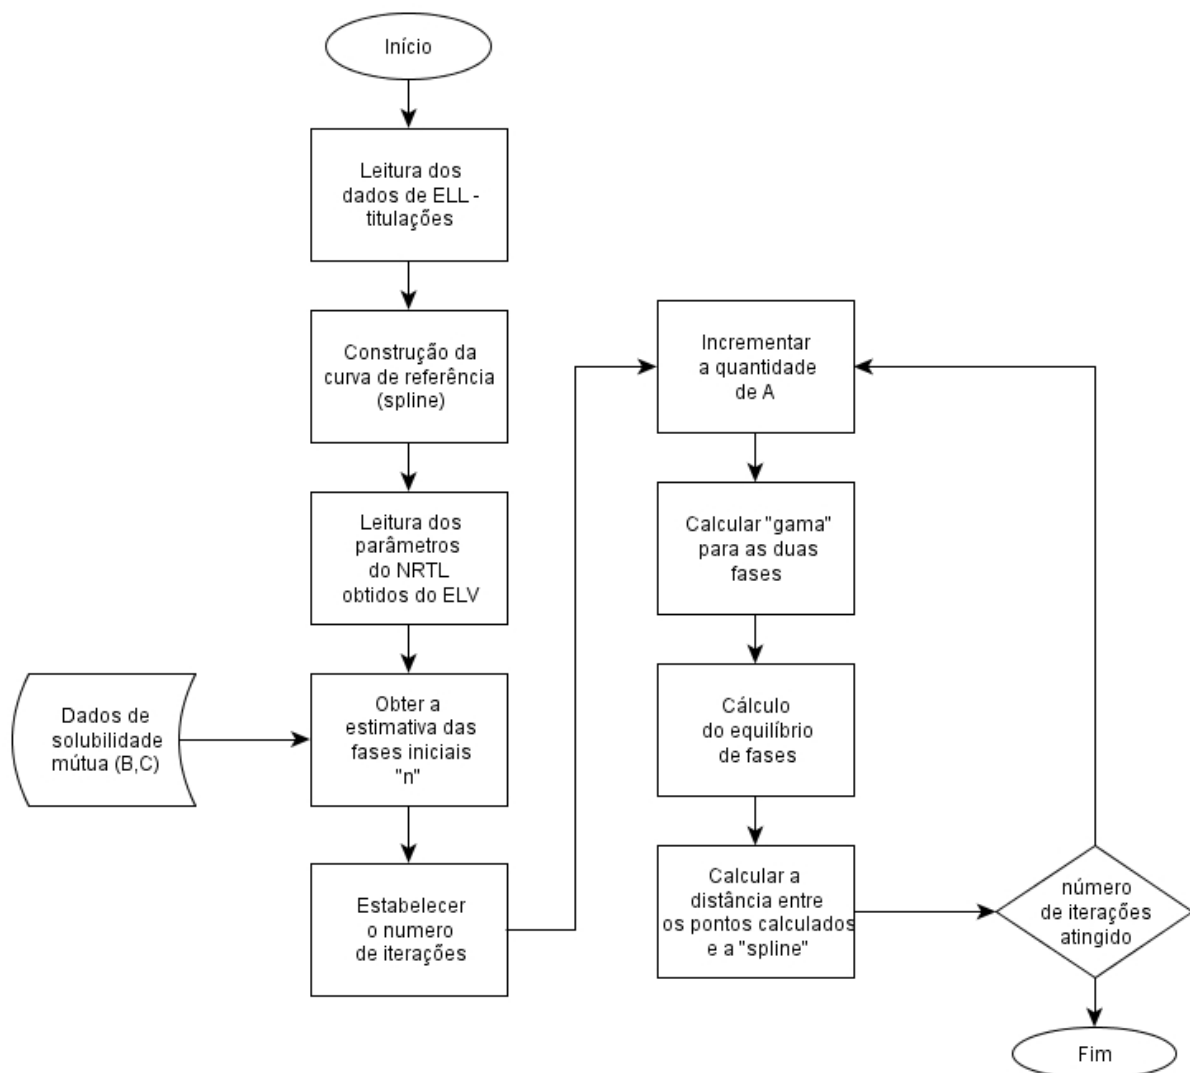 Início
Leitura dos
dados de ELL -
titulações
Construção da
curva de referência
(spline)
Leitura dos
parâmetros
do NRTL
obtidos do ELV
Dados de
solubilidade
mútua (B,C)
Obter a
estimativa das
fases iniciais
"n"
Estabelecer
o numero
de iterações
Incrementar
a quantidade
de A
Calcular "gama"
para as duas
fases
Cálculo
do equilíbrio
de fases
Calcular a
distância entre
os pontos calculados
e a "spline"
número
de iterações
atingido
Fim